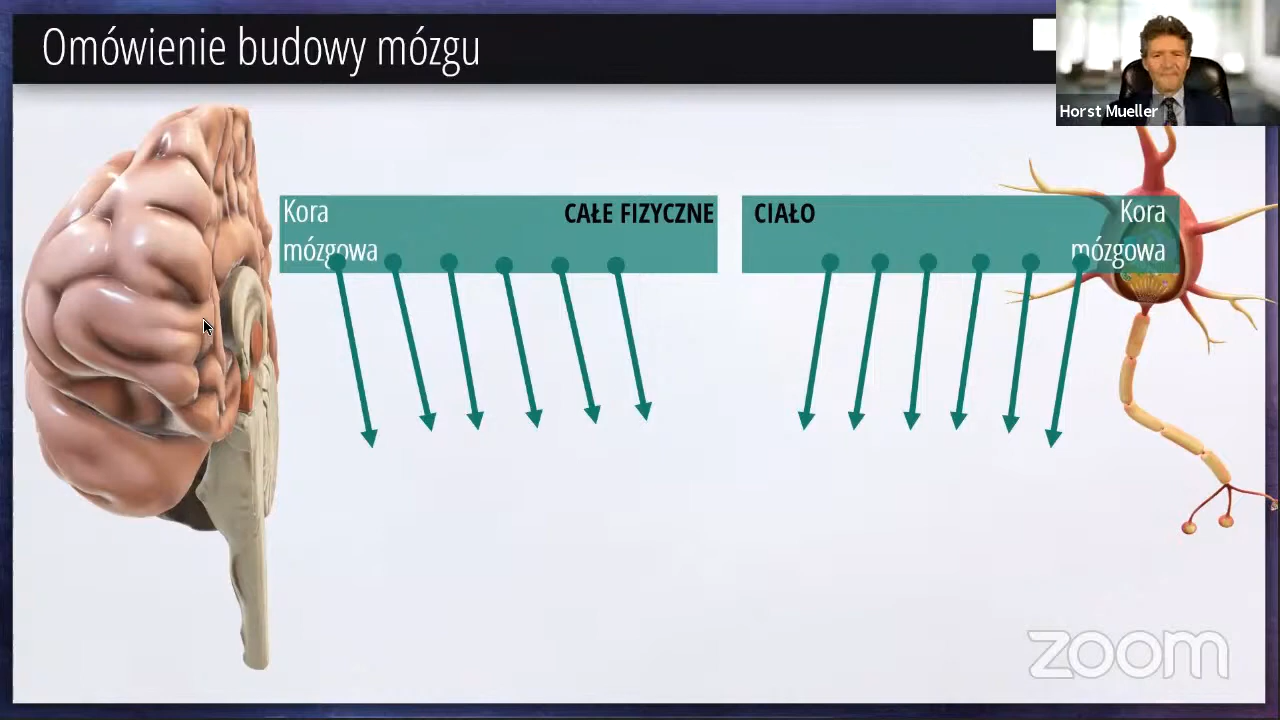 Omówienie budowy mózgu
Horst Mueller
Kora
mózgowa
CAŁE FIZYCZNE
CIAŁO
Kora
mózgowa
zoom